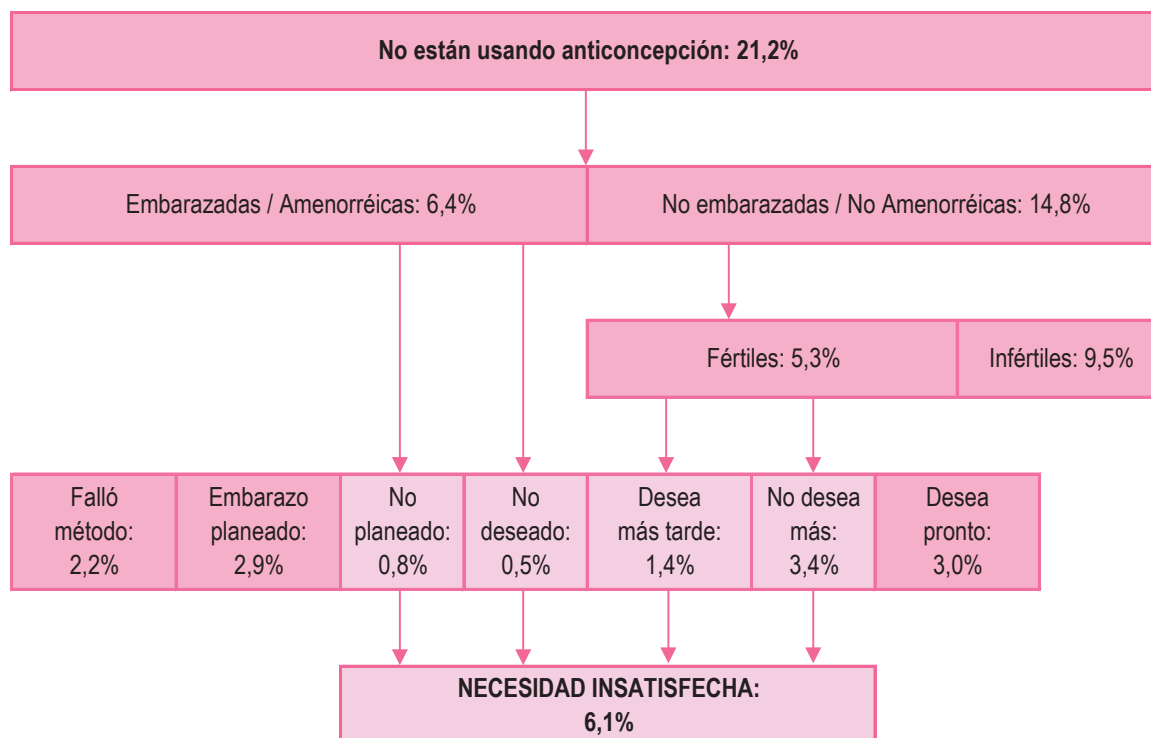 No están usando anticoncepción: 21,2%
Embarazadas / Amenorréicas: 6,4%
No embarazadas / No Amenorréicas: 14,8%
Fértiles: 5,3%
Infértiles: 9,5%
Falló
método:
2,2%
Embarazo
planeado:
2,9%
No
planeado:
0,8%
No
deseado:
0,5%
Desea
más tarde:
1,4%
No desea
más:
3,4%
Desea
pronto:
3,0%
NECESIDAD INSATISFECHA:
6,1%